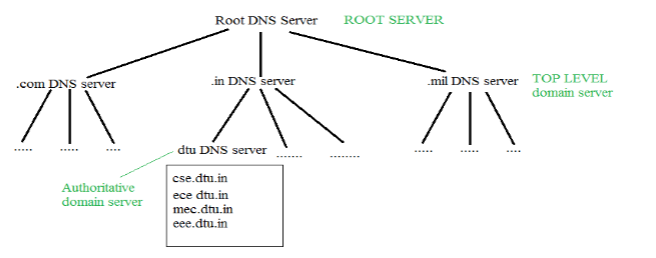 Root DNS Server
ROOT SERVER
.com DNS server
.in DNS server
.mil DNS server
TOP LEVEL
domain server
dtu DNS server
Authoritative
domain server
cse.dtu.in
ece dtu.in
mec.dtu.in
eee.dtu.in